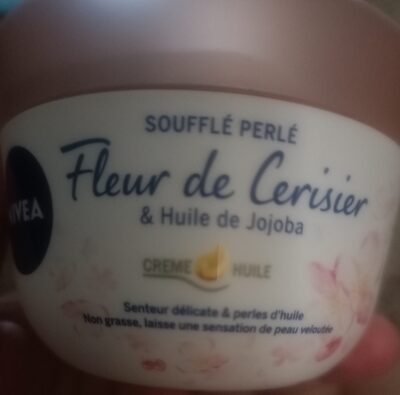 SOUFFLÉ PERLÉ
Fleur de Cerisier
& Huile de Jojoba
NIVEA
CREME HUILE
Senteur délicate & perles d'huile
Non grasse, laisse une sensation de peau veloutée